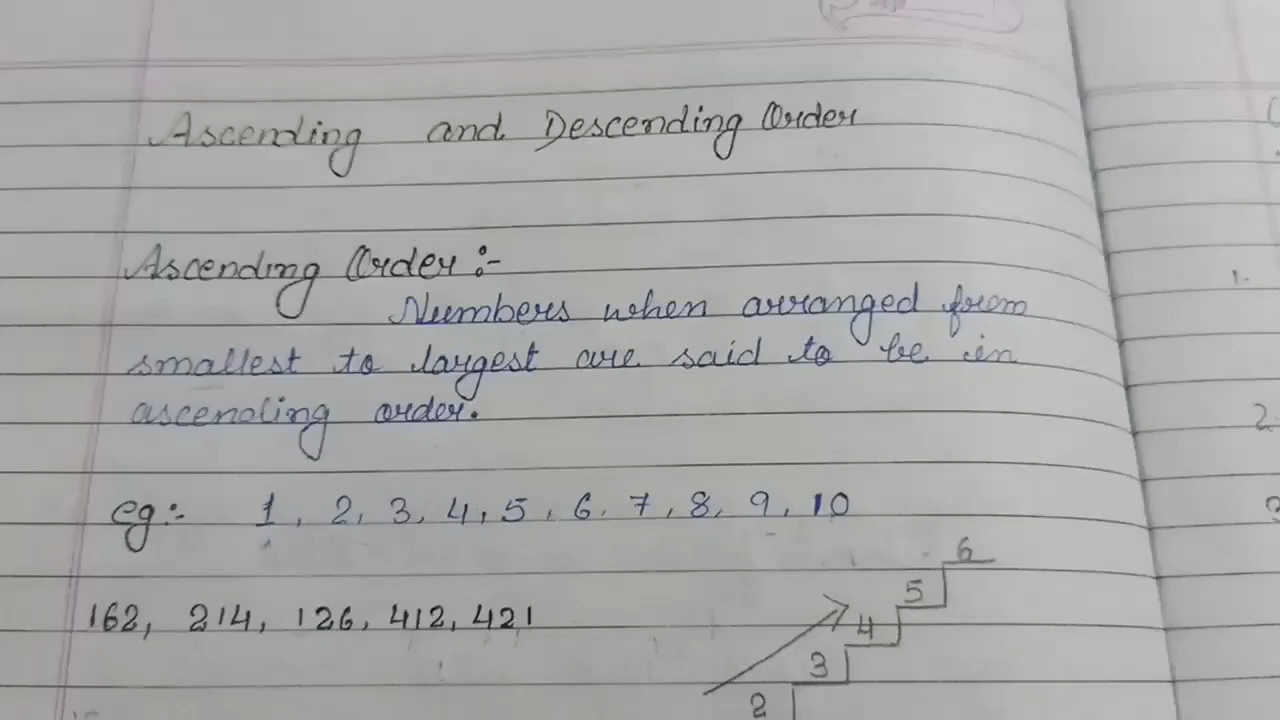 Ascending and Descending Order
Ascending Order :-
Numbers when arranged from
smallest to largest are said to be in
ascending order.
eg:- 1, 2, 3, 4, 5, 6, 7, 8, 9, 10
162, 214, 126, 412, 421
6
5
4
3
2
1.
2